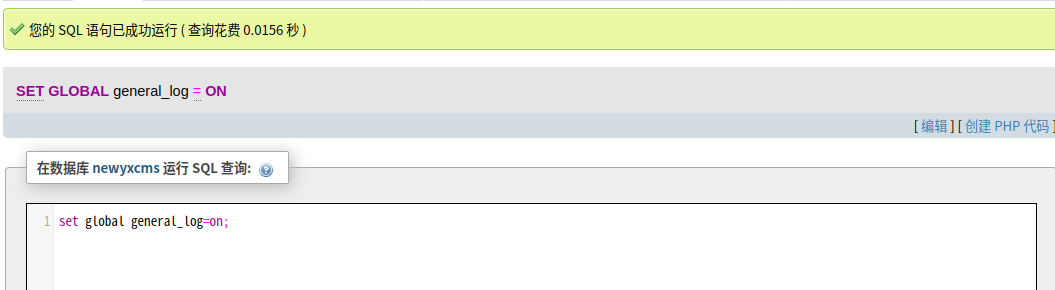 您的 SQL 语句已成功运行 ( 查询花费 0.0156 秒 )
SET GLOBAL general_log = ON
[ 编辑 ] [ 创建 PHP 代码 ]
在数据库 newyxcms 运行 SQL 查询:
1 set global general_log=on;